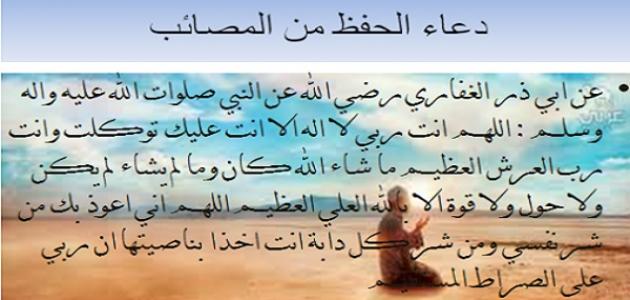 دعاء الحفظ من المصائب
• عن ابي ذر الغفاري رضي الله عن النبي صلوات الله عليه واله
وسلم : اللهم انت ربي لا اله الا انت عليك توكلت وانت
رب العرش العظيم ما شاء الله كان وما لم يشاء لم يكن
ولا حول ولا قوة الا بالله العلي العظيم اللهم اني اعوذ بك من
شر نفسي ومن شر كل دابة انت اخذا بناصيتها ان ربي
على الصراط المستقيم